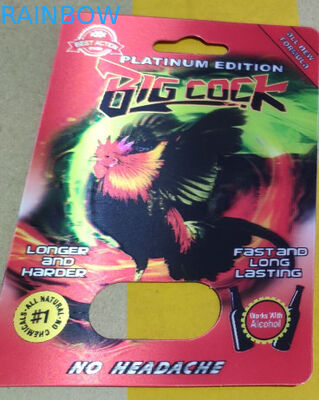 RAINBOW
BEST ACTION
ALL NEW
FORMULA
PLATINUM EDITION
BIG COCK
LONGER
AND
HARDER
FAST AND
LONG
LASTING
ALL NATURAL • NO CHEMICALS •
#1
Works With
Alcohol
NO HEADACHE